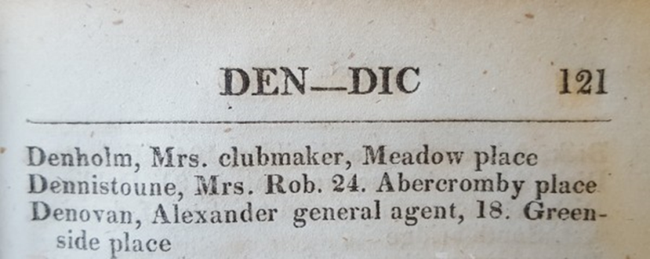 DEN—DIC 121
Denholm, Mrs. clubmaker, Meadow place
Dennistoune, Mrs. Rob. 24. Abercromby place
Denovan, Alexander general agent, 18. Green-
side place